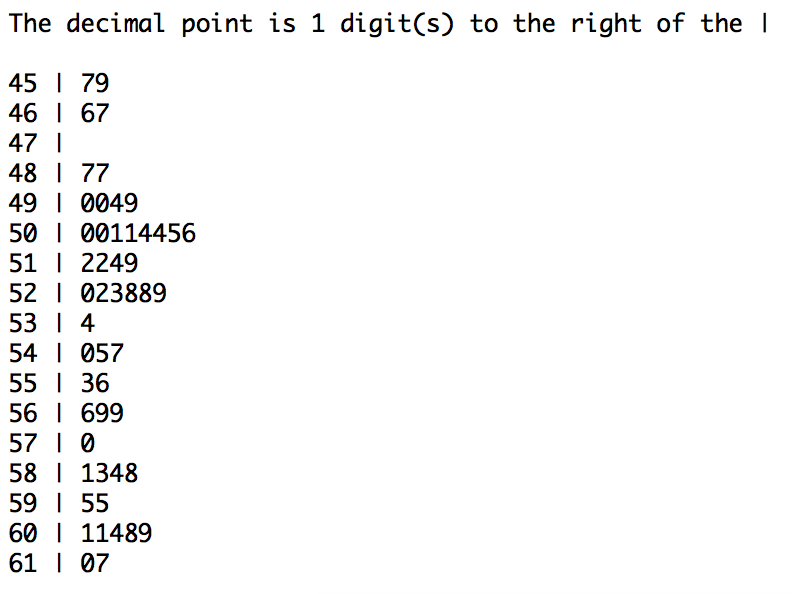 The decimal point is 1 digit(s) to the right of the |
45 | 79
46 | 67
47 |
48 | 77
49 | 0049
50 | 00114456
51 | 2249
52 | 023889
53 | 4
54 | 057
55 | 36
56 | 699
57 | 0
58 | 1348
59 | 55
60 | 11489
61 | 07